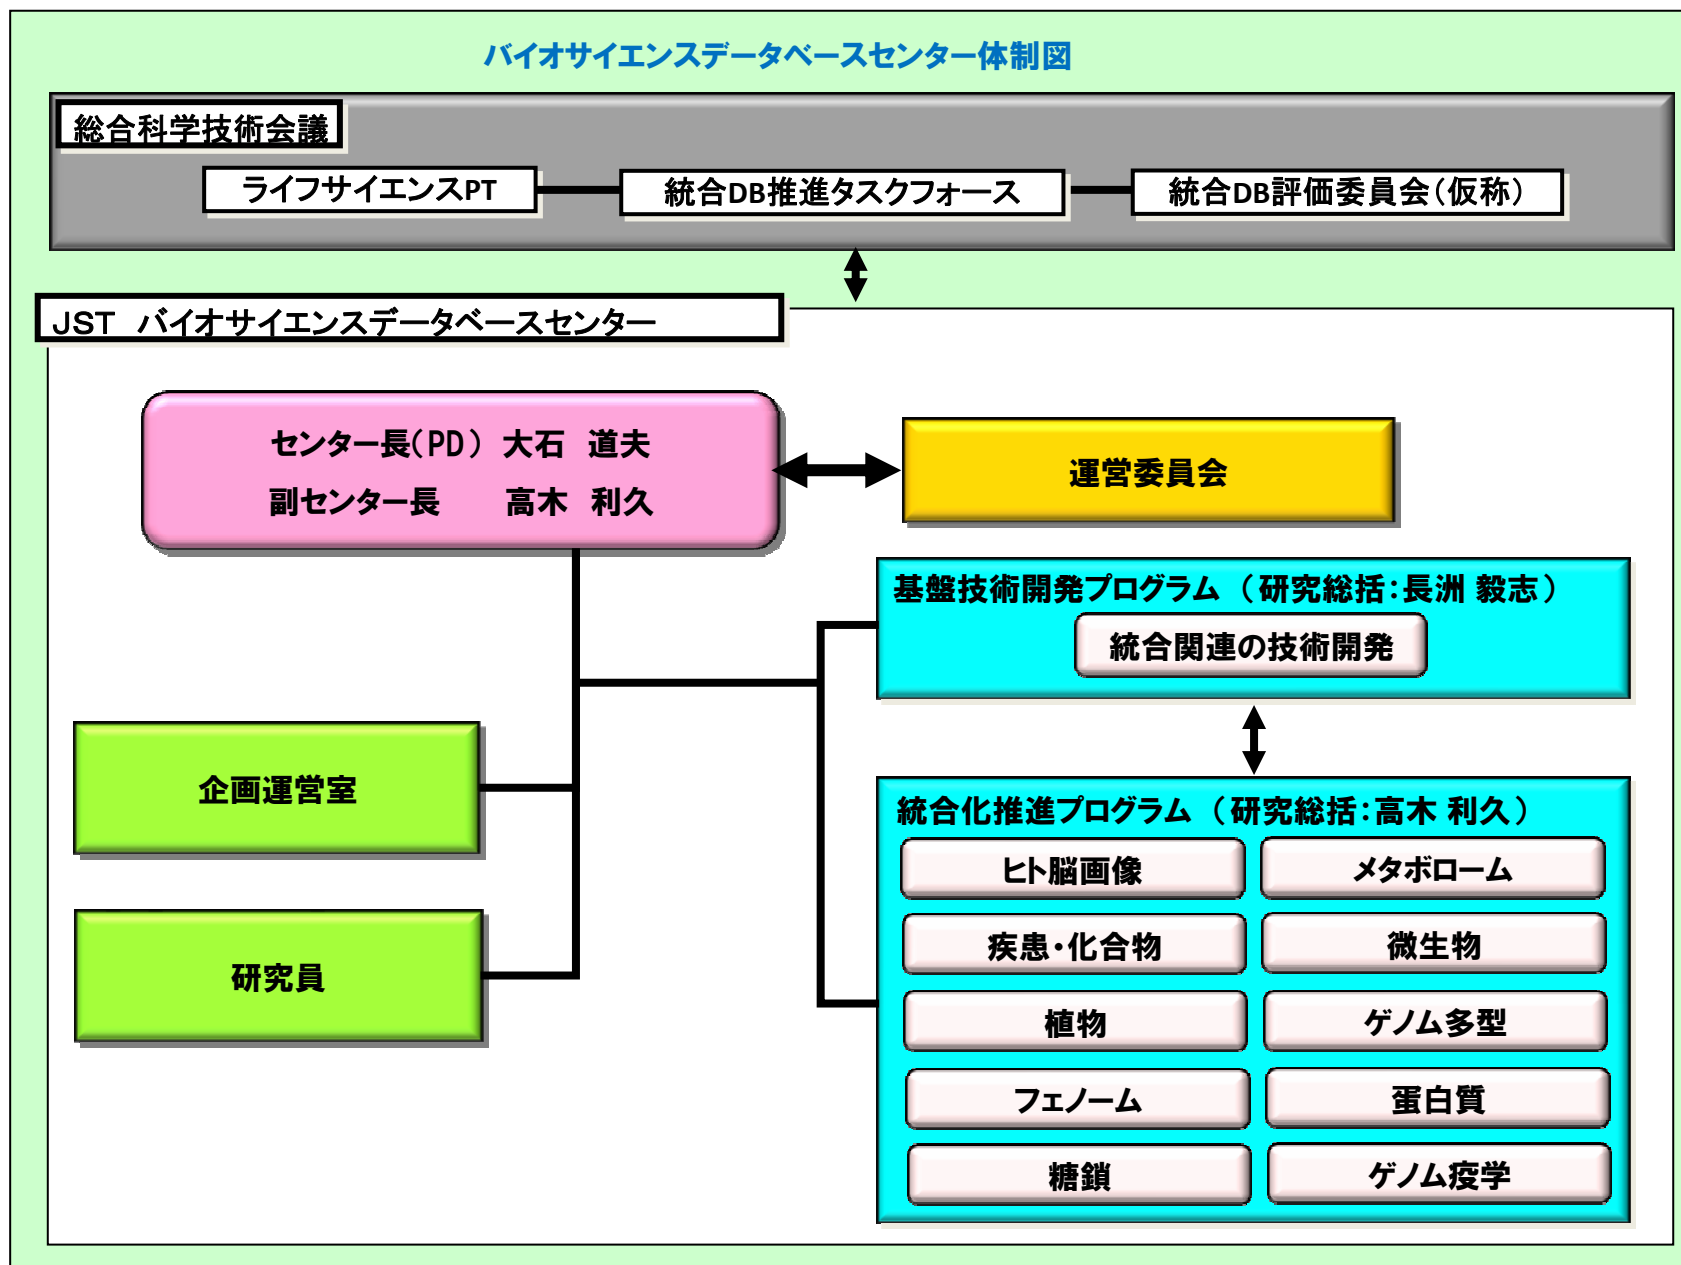 バイオサイエンスデータベースセンター体制図
総合科学技術会議
ライフサイエンスPT
統合DB推進タスクフォース
統合DB評価委員会（仮称）
JST　バイオサイエンスデータベースセンター
センター長（PD） 大石　道夫
副センター長　　高木　利久
運営委員会
基盤技術開発プログラム （研究総括：長洲 毅志）
統合関連の技術開発
企画運営室
研究員
統合化推進プログラム （研究総括：高木 利久）
ヒト脳画像
メタボローム
疾患・化合物
微生物
植物
ゲノム多型
フェノーム
蛋白質
糖鎖
ゲノム疫学